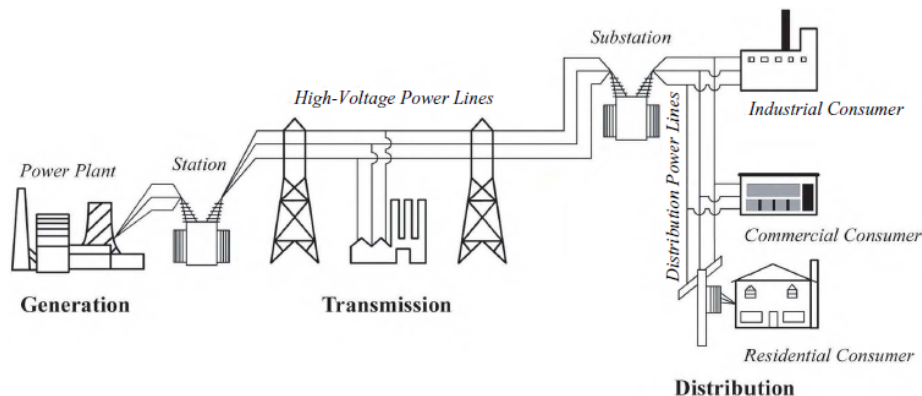 Substation
High-Voltage Power Lines
Industrial Consumer
Station
Power Plant
Distribution Power Lines
Commercial Consumer
Generation
Transmission
Residential Consumer
Distribution